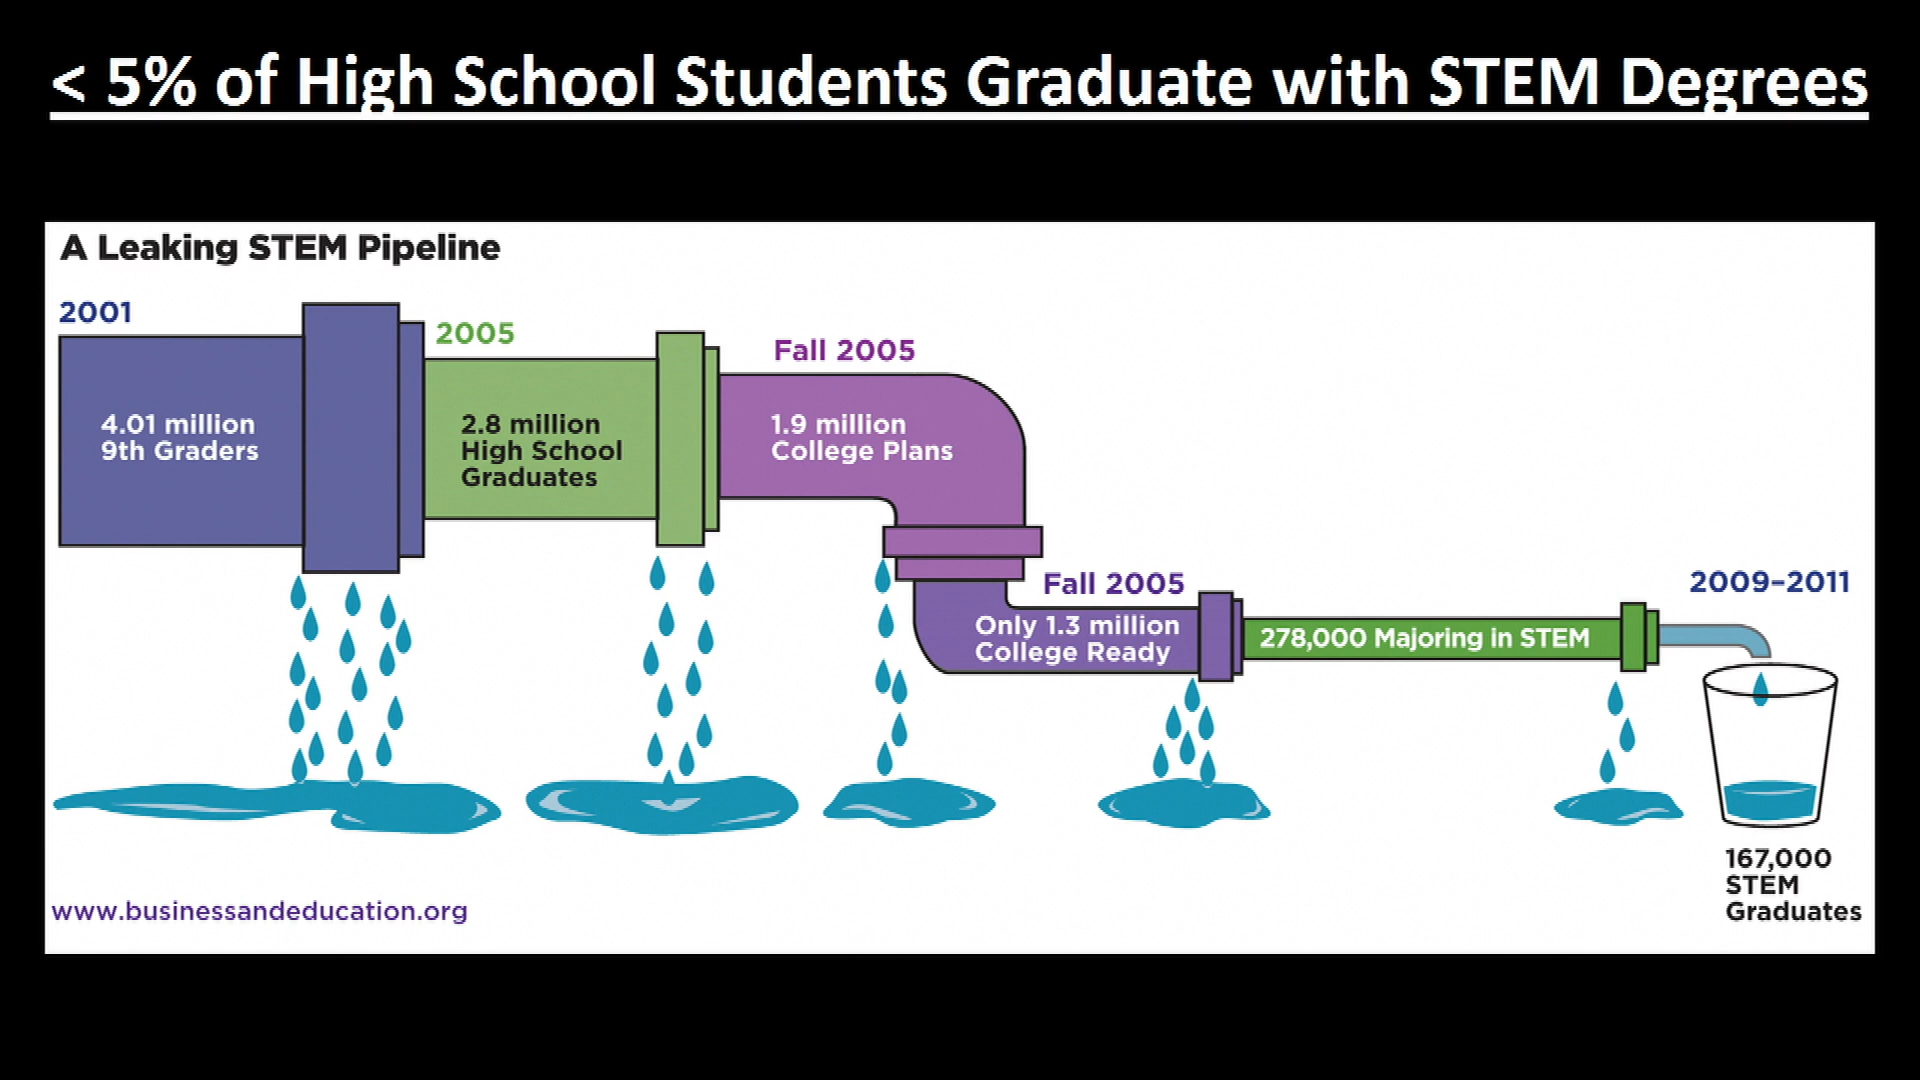 < 5% of High School Students Graduate with STEM Degrees
A Leaking STEM Pipeline
2001
4.01 million
9th Graders
2005
2.8 million
High School
Graduates
Fall 2005
1.9 million
College Plans
Fall 2005
Only 1.3 million
College Ready
278,000 Majoring in STEM
2009-2011
167,000
STEM
Graduates
www.businessandeducation.org